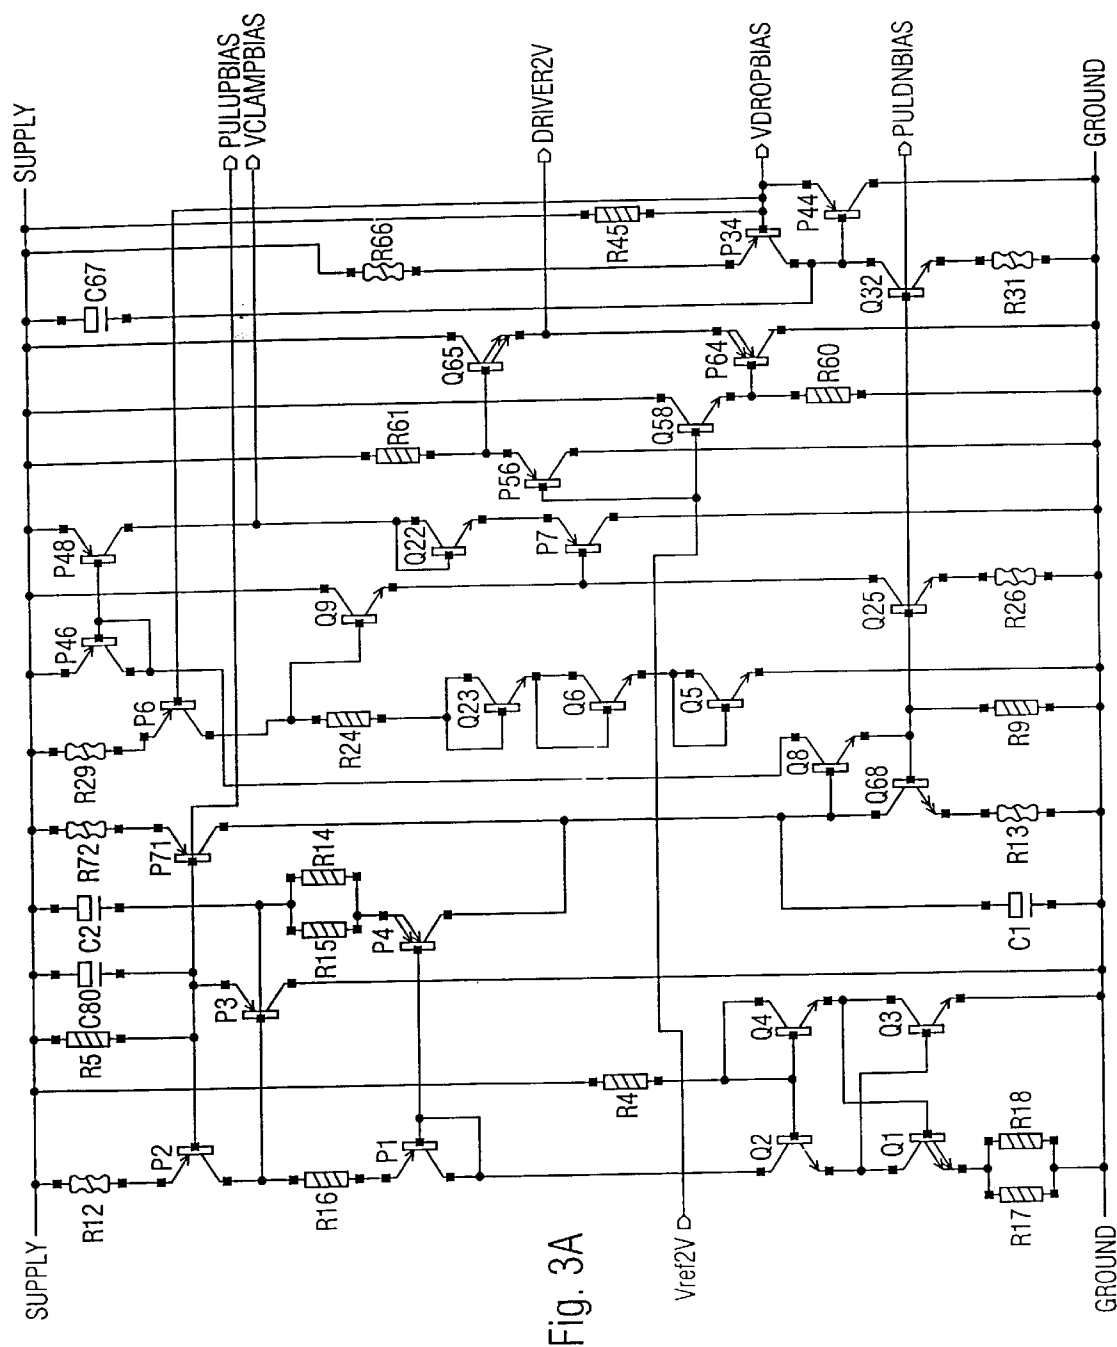 SUPPLY
SUPPLY
R12
R5
C80
C2
R72
R29
P46
P48
C67
P2
P71
P6
PULUPBIAS
VCLAMPBIAS
P3
R15
R14
R16
P1
P4
R24
Q9
R61
R66
Q22
Q65
Q23
P7
P56
DRIVER2V
Fig. 3A
Q6
R4
R45
Vref2V
Q5
Q58
P64
P34
VDROPBIAS
Q2
Q4
Q8
P44
R60
Q1
Q3
Q68
Q25
Q32
PULDNBIAS
R17
R18
C1
R13
R9
R26
R31
GROUND
GROUND